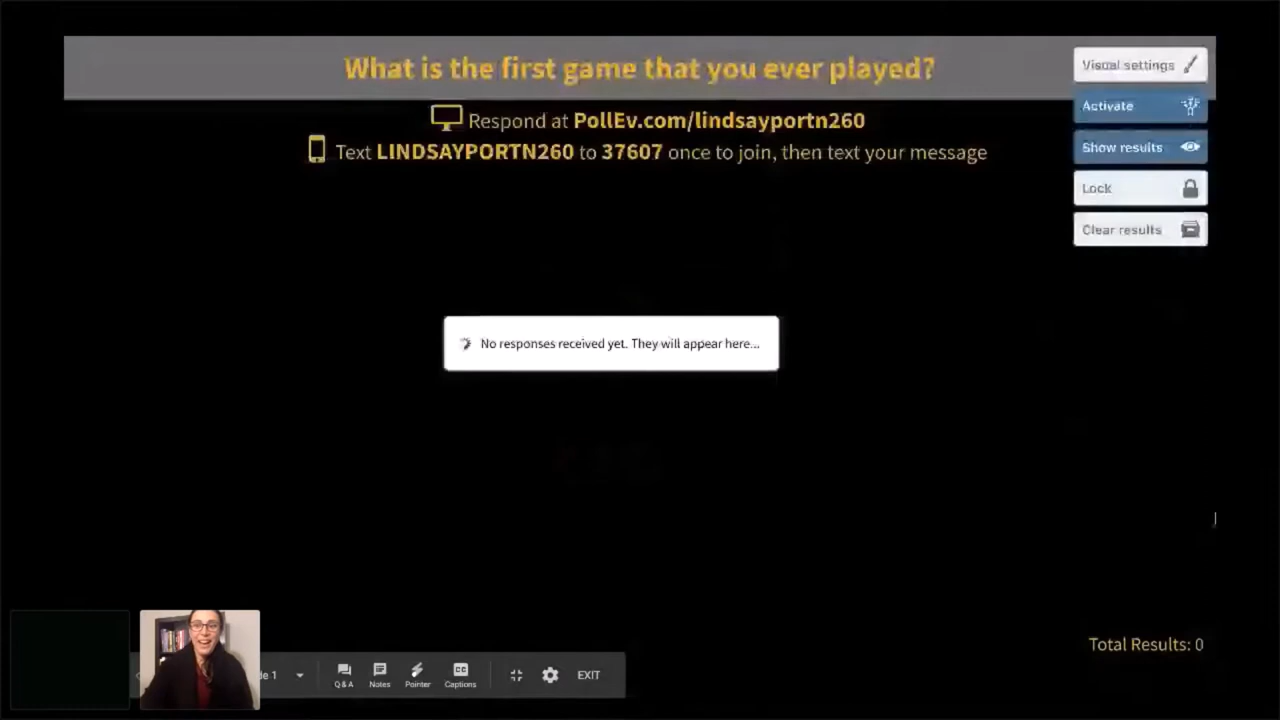 What is the first game that you ever played?
Visual settings
Respond at PollEv.com/lindsayportn260
Activate
Text LINDSAYPORTN260 to 37607 once to join, then text your message
Show results
Lock
Clear results
No responses received yet. They will appear here...
Total Results: 0
1
Q&A
Notes
Pointer
CC
Captions
EXIT